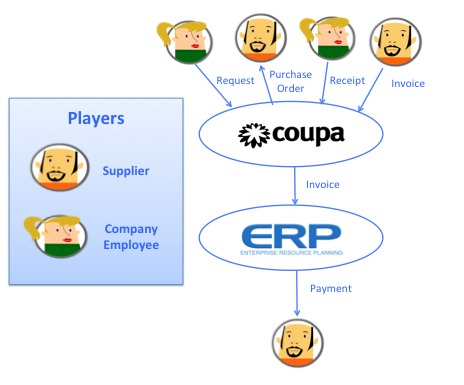 Request
Purchase
Order
Receipt
Invoice
Players
Supplier
Company
Employee
coupa
Invoice
ERP
ENTERPRISE RESOURCE PLANNING
Payment